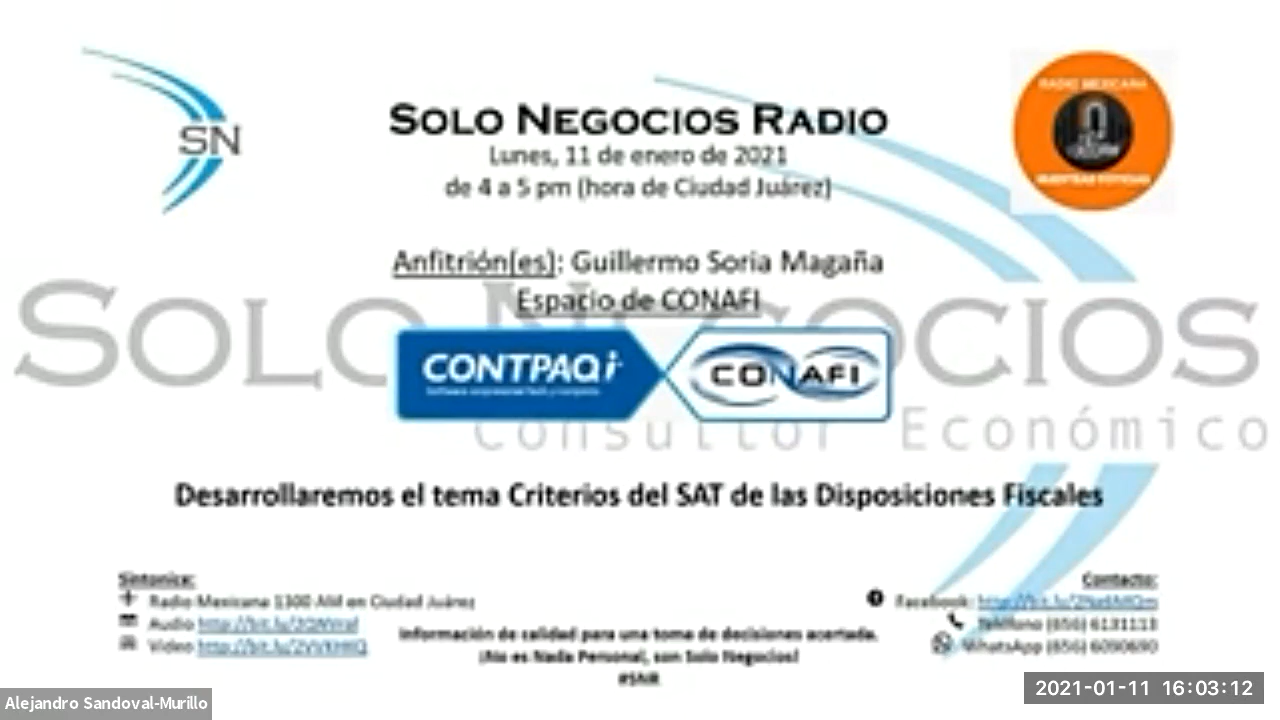 SN
SOLO NEGOCIOS RADIO
Lunes, 11 de enero de 2021
de 4 a 5 pm (hora de Ciudad Juárez)
RADIO MEXICANA
Anfitrión(es): Guillermo Soria Magaña
Espacio de CONAFI
SOLO NEGOCIOS
CONTPAQi
CONAFI
Consultor Económico
Desarrollaremos el tema Criterios del SAT de las Disposiciones Fiscales
Sintonice:
Radio Mexicana 1300 AM en Ciudad Juárez
Audio
Video
Información de calidad para una toma de decisiones acertada.
¡No es Nada Personal, son Solo Negocios!
#SNR
Contacto:
Facebook:
Teléfono (656) 6131113
WhatsApp (656)
Alejandro Sandoval-Murillo
2021-01-11 16:03:12